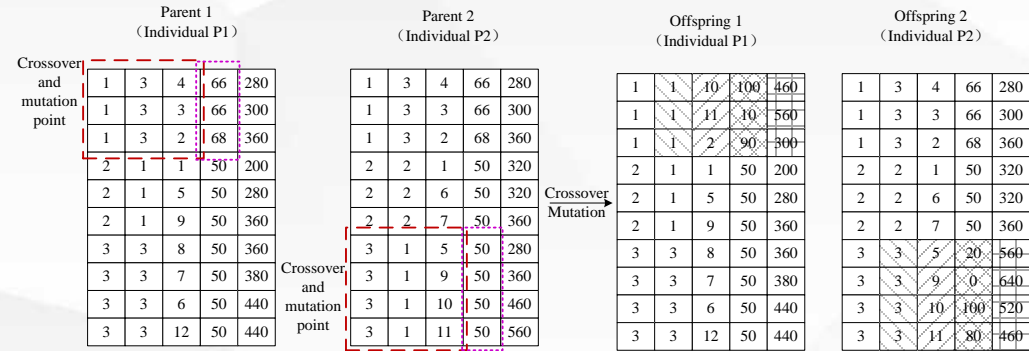 Parent 1
（Individual P1）
Crossover
and
mutation
point
1 3 4 66 280
1 3 3 66 300
1 3 2 68 360
2 1 1 50 200
2 1 5 50 280
2 1 9 50 360
3 3 8 50 360
3 3 7 50 380
3 3 6 50 440
3 3 12 50 440
Parent 2
（Individual P2）
1 3 4 66 280
1 3 3 66 300
1 3 2 68 360
2 2 1 50 320
2 2 6 50 320
2 2 7 50 360
3 1 5 50 280
3 1 9 50 360
3 1 10 50 460
3 1 11 50 560
Crossover
and
mutation
point
Crossover
Mutation
Offspring 1
（Individual P1）
1 1 10 100 460
1 1 11 10 560
1 1 2 90 300
2 1 1 50 200
2 1 5 50 280
2 1 9 50 360
3 3 8 50 360
3 3 7 50 380
3 3 6 50 440
3 3 12 50 440
Offspring 2
（Individual P2）
1 3 4 66 280
1 3 3 66 300
1 3 2 68 360
2 2 1 50 320
2 2 6 50 320
2 2 7 50 360
3 3 5 20 560
3 3 9 0 640
3 3 10 100 520
3 3 11 80 460